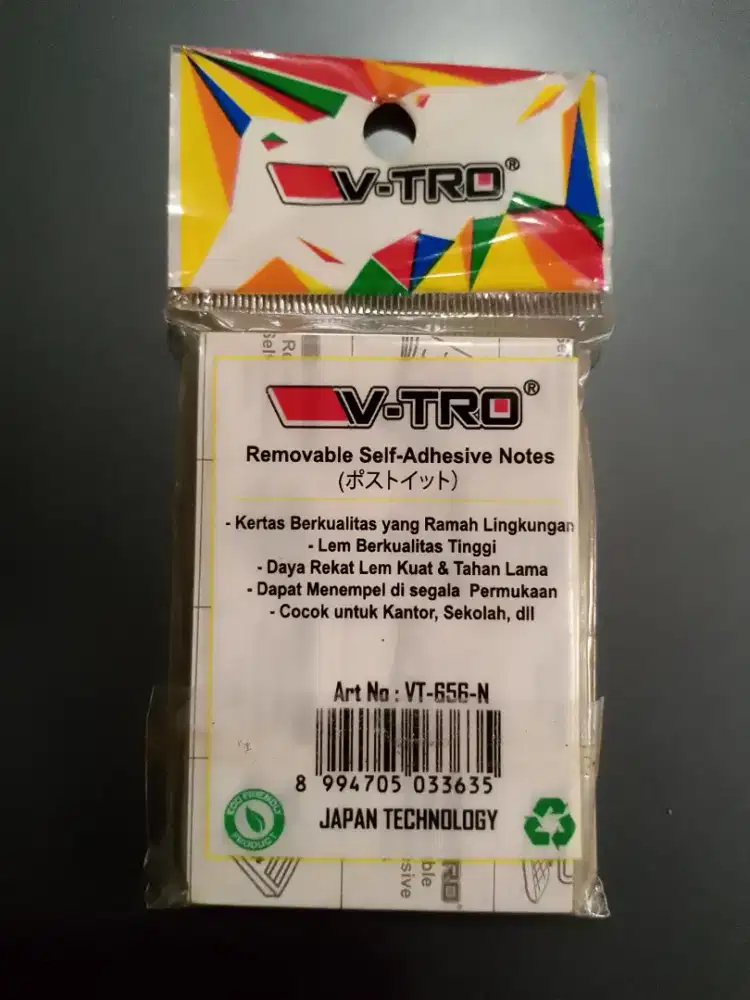 V-TRO®
V-TRO®
Removable Self-Adhesive Notes
(ポストイット)
- Kertas Berkualitas yang Ramah Lingkungan
- Lem Berkualitas Tinggi
- Daya Rekat Lem Kuat & Tahan Lama
- Dapat Menempel di segala Permukaan
- Cocok untuk Kantor, Sekolah, dll
Art No : VT-656-N
8 994705 033635
ECO FRIENDLY
PRODUCT
JAPAN TECHNOLOGY